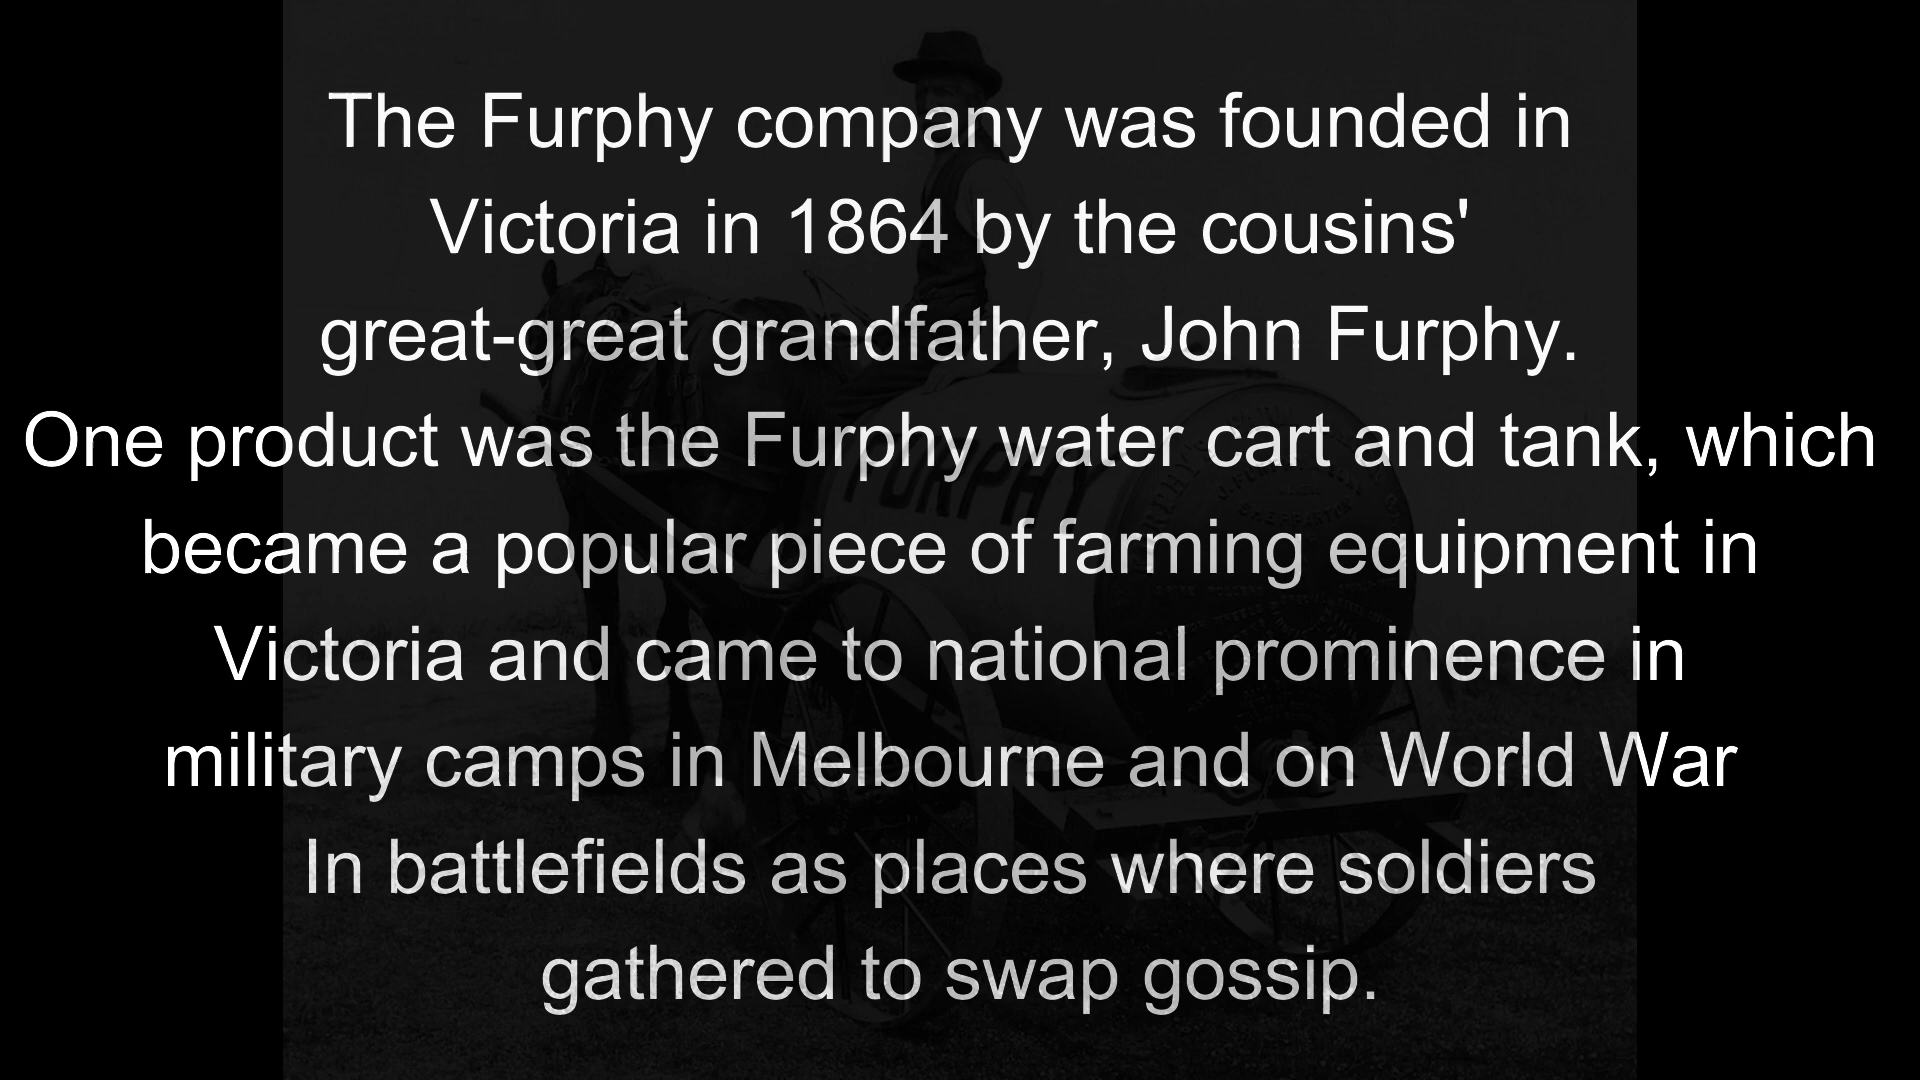 The Furphy company was founded in
Victoria in 1864 by the cousins'
great-great grandfather, John Furphy.
One product was the Furphy water cart and tank, which
became a popular piece of farming equipment in
Victoria and came to national prominence in
military camps in Melbourne and on World War
In battlefields as places where soldiers
gathered to swap gossip.
FURPHY